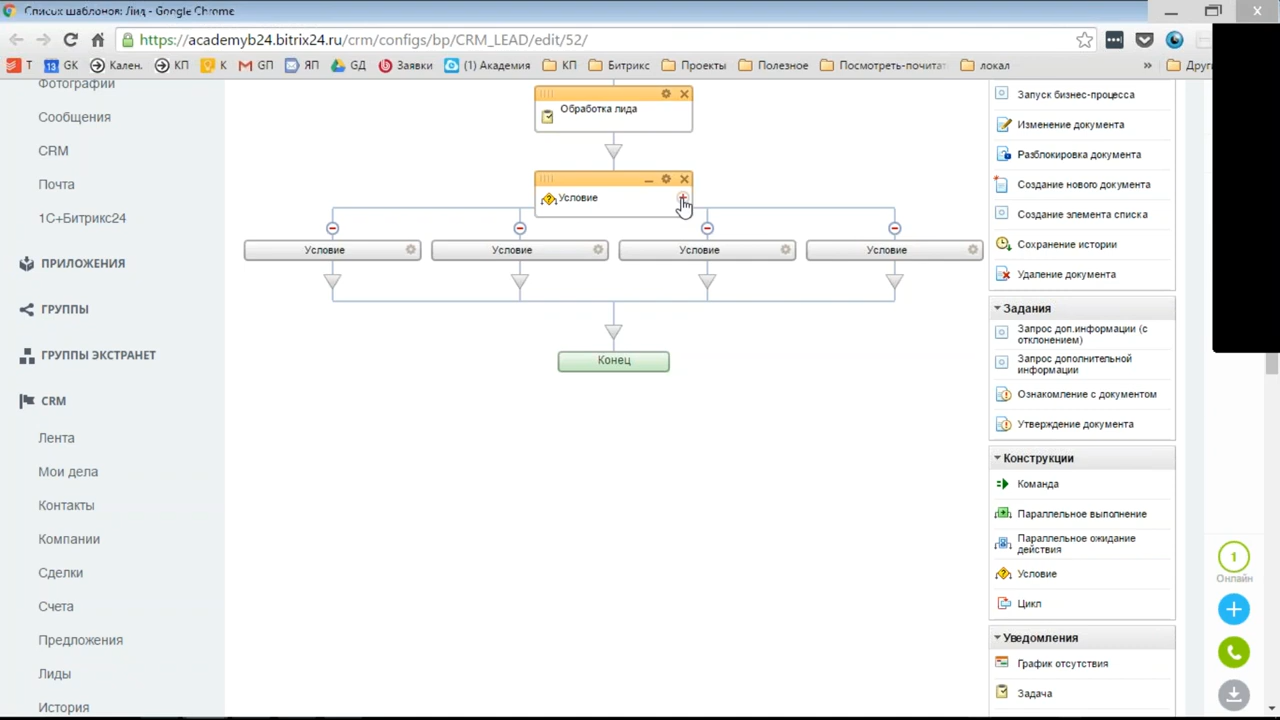 Список шаблонов: Лид - Google Chrome
https://academyb24.bitrix24.ru/crm/configs/bp/CRM_LEAD/edit/52/
Т GK Кален. КП К GП ЯП ГД Заявки (1) Академия КП Битрикс Проекты Полезное Посмотреть-почитат локал » Други
Фотографии
Сообщения
CRM
Почта
1С+Битрикс24
ПРИЛОЖЕНИЯ
ГРУППЫ
ГРУППЫ ЭКСТРАНЕТ
CRM
Лента
Мои дела
Контакты
Компании
Сделки
Счета
Предложения
Лиды
История
Обработка лида
Условие
Условие
Условие
Условие
Условие
Конец
Запуск бизнес-процесса
Изменение документа
Разблокировка документа
Создание нового документа
Создание элемента списка
Сохранение истории
Удаление документа
Задания
Запрос доп.информации (с
отклонением)
Запрос дополнительной
информации
Ознакомление с документом
Утверждение документа
Конструкции
Команда
Параллельное выполнение
Параллельное ожидание
действия
Условие
Цикл
Уведомления
График отсутствия
Задача
1
Онлайн